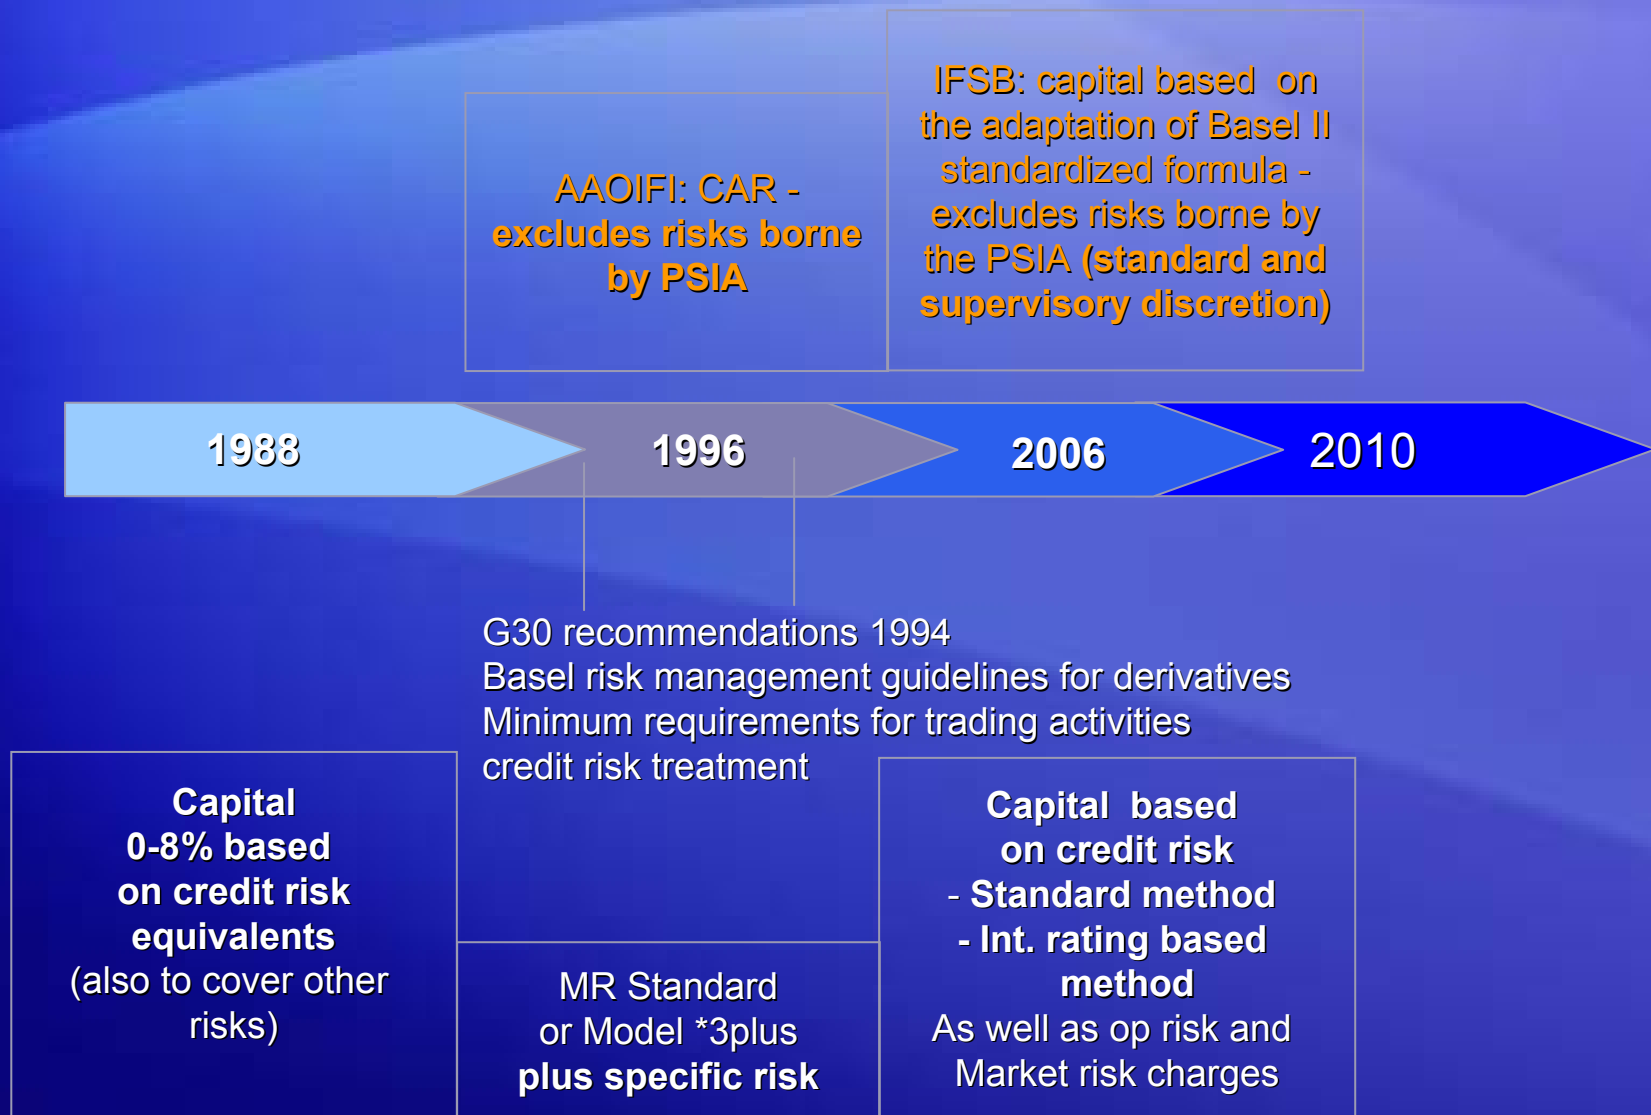 AAOIFI: CAR -
excludes risks borne
by PSIA
IFSB: capital based  on
the adaptation of Basel II
standardized formula -
excludes risks borne by
the PSIA (standard and
supervisory discretion)
1988
1996
2006
2010
G30 recommendations 1994
Basel risk management guidelines for derivatives
Minimum requirements for trading activities
credit risk treatment
Capital
0-8% based
on credit risk
equivalents
(also to cover other
risks)
MR Standard
or Model *3plus
plus specific risk
Capital  based
on credit risk
- Standard method
- Int. rating based
method
As well as op risk and
Market risk charges